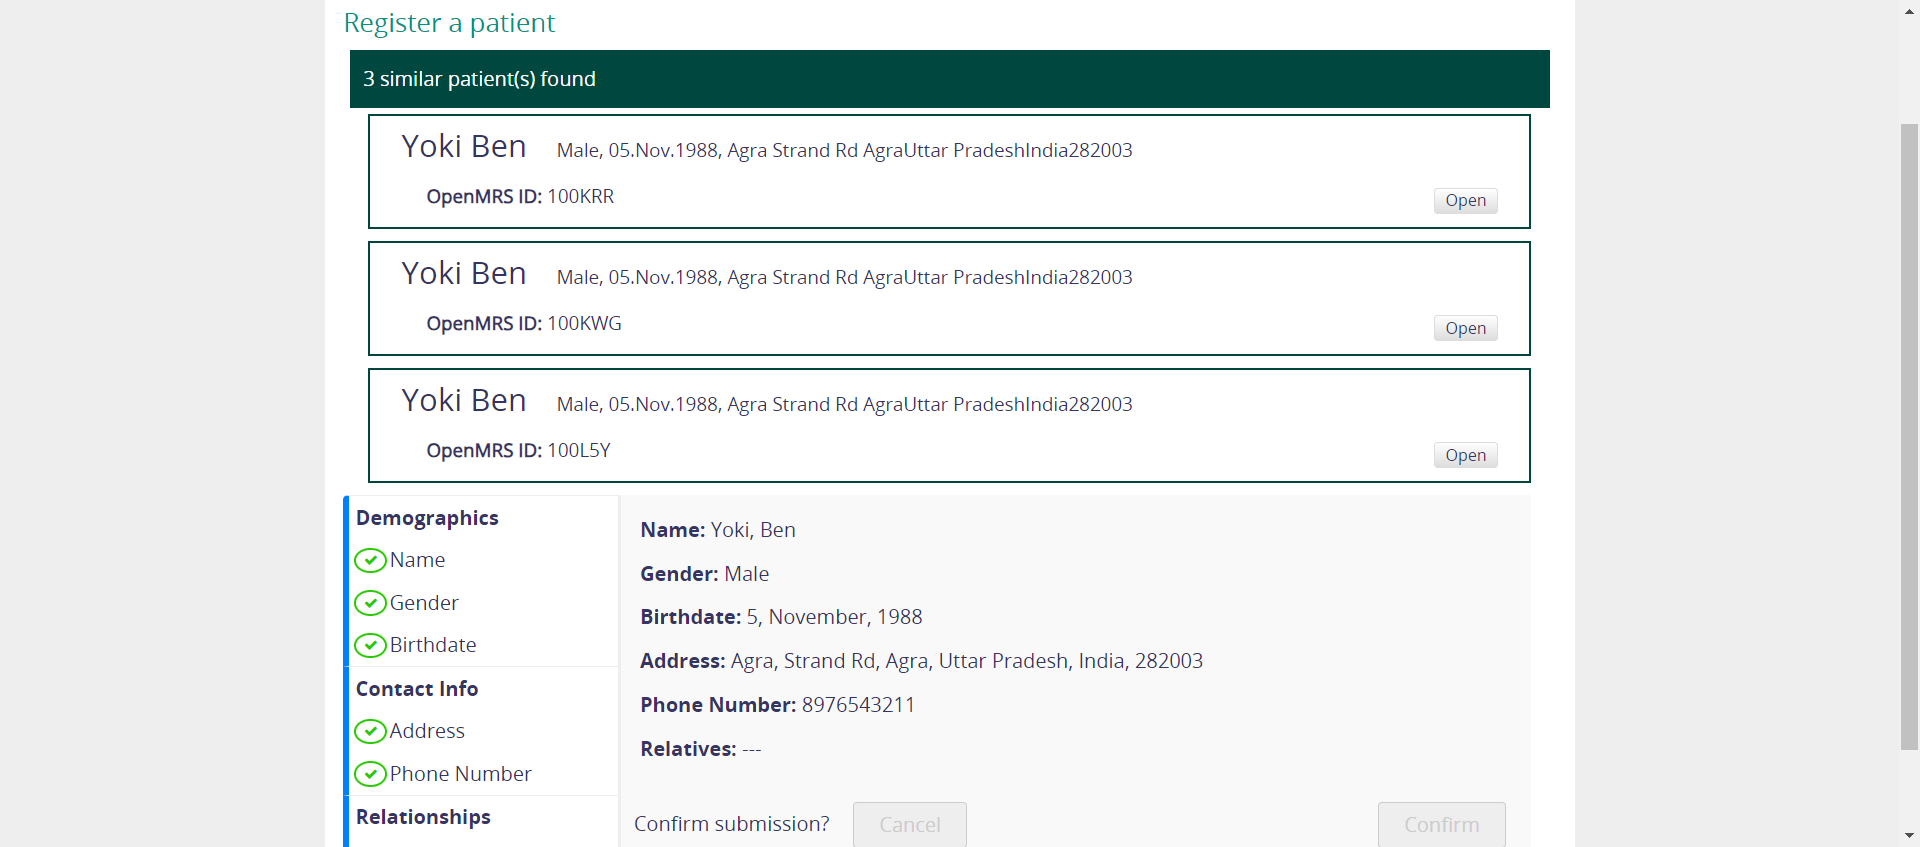 Register a patient
3 similar patient(s) found
Yoki Ben Male, 05.Nov.1988, Agra Strand Rd AgraUttar PradeshIndia282003
OpenMRS ID: 100KRR
Open
Yoki Ben Male, 05.Nov.1988, Agra Strand Rd AgraUttar PradeshIndia282003
OpenMRS ID: 100KWG
Open
Yoki Ben Male, 05.Nov.1988, Agra Strand Rd AgraUttar PradeshIndia282003
OpenMRS ID: 100L5Y
Open
Demographics
Name
Gender
Birthdate
Contact Info
Address
Phone Number
Relationships
Name: Yoki, Ben
Gender: Male
Birthdate: 5, November, 1988
Address: Agra, Strand Rd, Agra, Uttar Pradesh, India, 282003
Phone Number: 8976543211
Relatives: ---
Confirm submission? Cancel Confirm